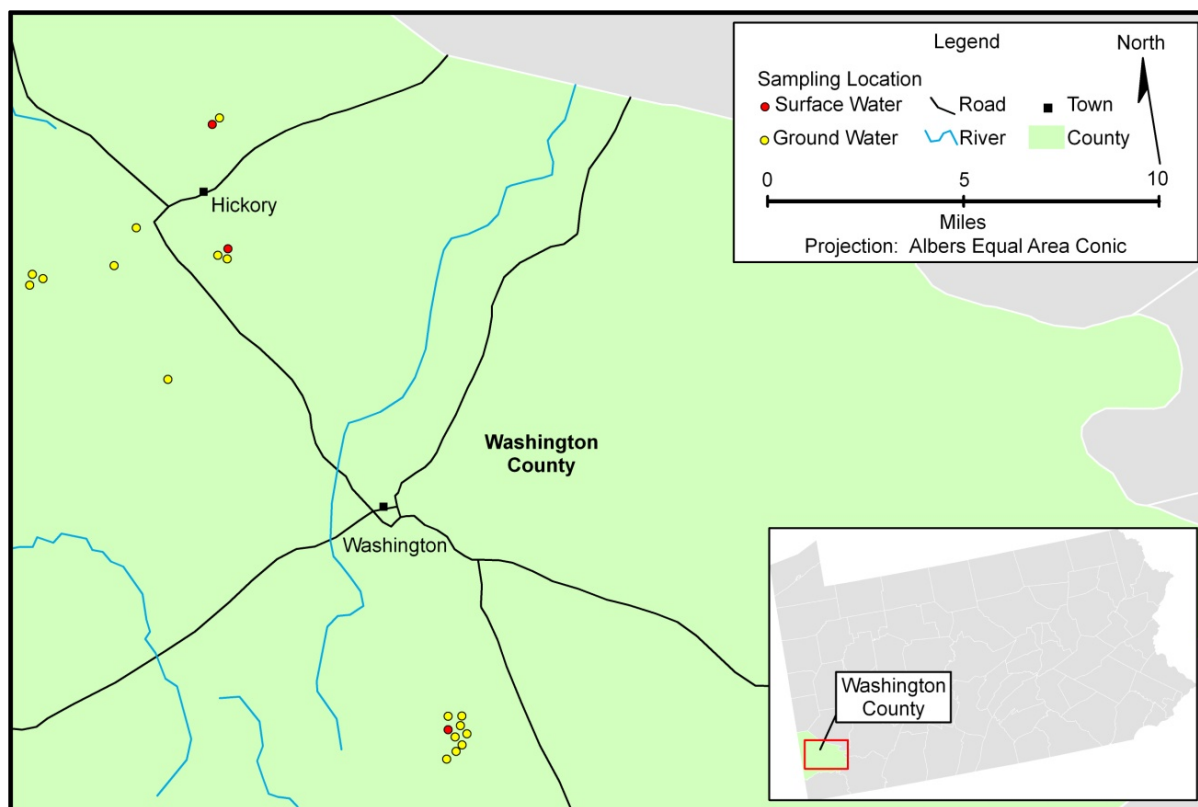 Legend
North
Sampling Location
Surface Water
Road
Town
Ground Water
River
County
0
5
10
Miles
Projection: Albers Equal Area Conic
Hickory
Washington
County
Washington
Washington
County